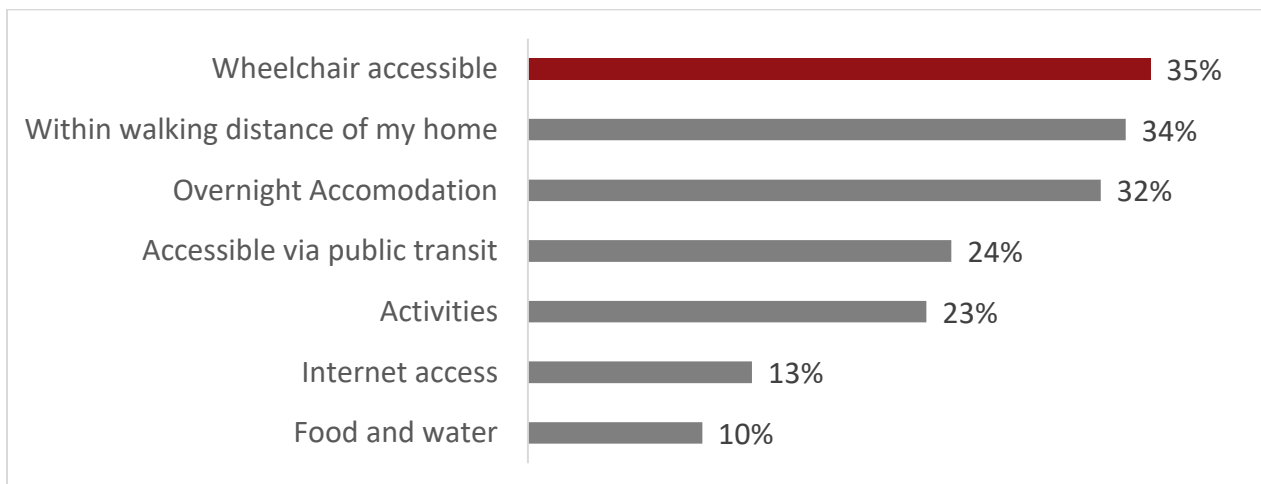 Wheelchair accessible 35%
Within walking distance of my home 34%
Overnight Accomodation 32%
Accessible via public transit 24%
Activities 23%
Internet access 13%
Food and water 10%